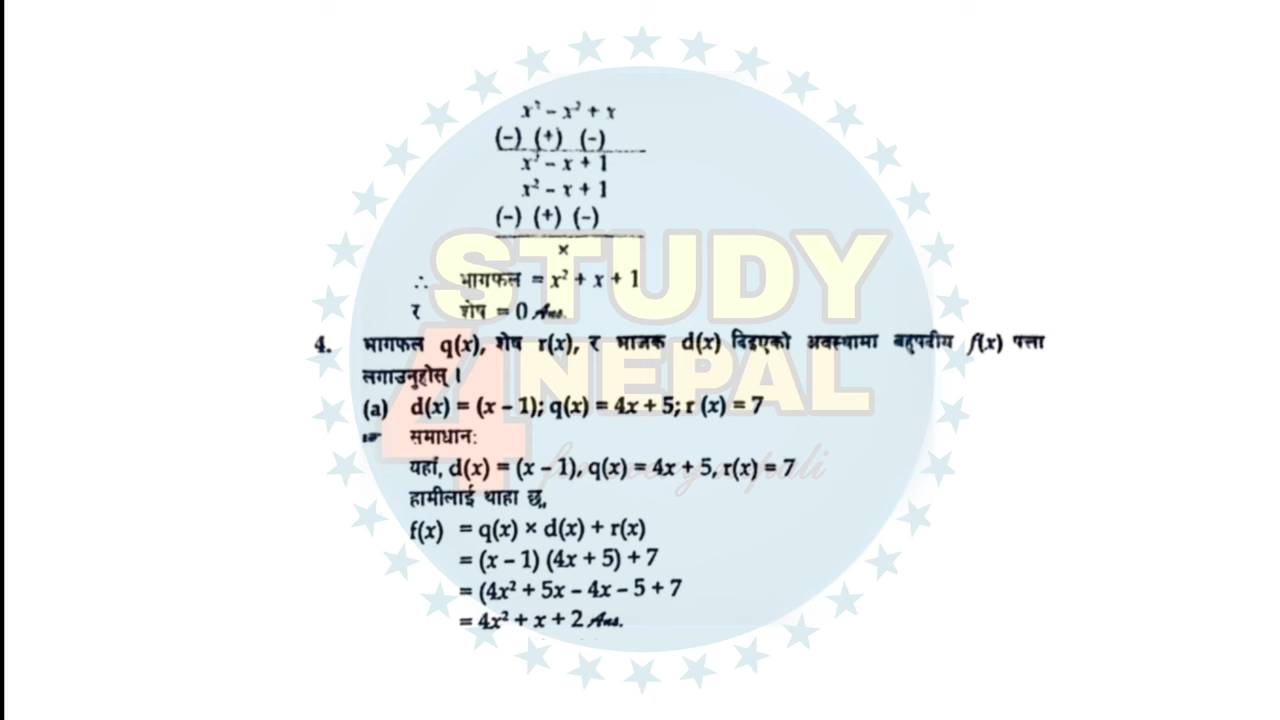 x³ – x² + x
(–) (+) (–)
x² – x + 1
x² – x + 1
(–) (+) (–)
×
∴ भागफल = x² + x + 1
र शेष = 0 Ans.
4. भागफल q(x), शेष r(x), र भाजक d(x) दिइएको अवस्थामा बहुपदीय f(x) पत्ता
लगाउनुहोस् ।
(a) d(x) = (x – 1); q(x) = 4x + 5; r (x) = 7
☞ समाधान:
यहाँ, d(x) = (x – 1), q(x) = 4x + 5, r(x) = 7
हामीलाई थाहा छ,
f(x) = q(x) × d(x) + r(x)
= (x – 1) (4x + 5) + 7
= (4x² + 5x – 4x – 5 + 7
= 4x² + x + 2 Ans.
STUDY
4 NEPAL